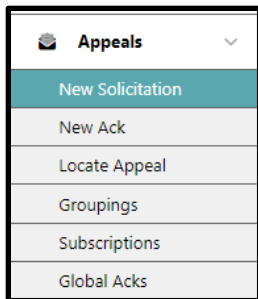 Appeals
New Solicitation
New Ack
Locate Appeal
Groupings
Subscriptions
Global Acks